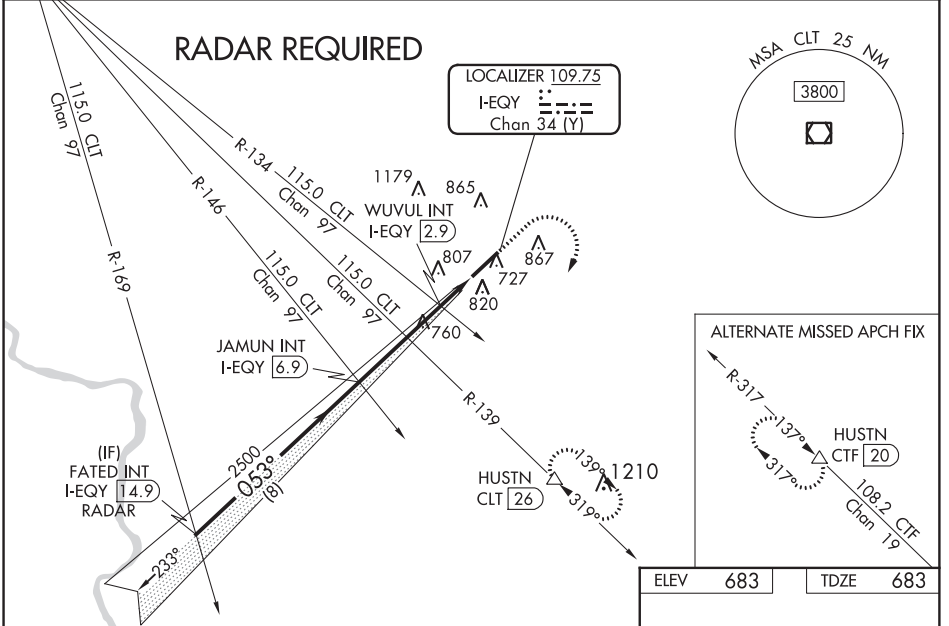 RADAR REQUIRED
MSA CLT 25 NM
3800
LOCALIZER 109.75
I-EQY
Chan 34 (Y)
115.0 CLT
Chan 97
R-134
115.0 CLT
Chan 97
R-146
115.0 CLT
Chan 97
115.0 CLT
Chan 97
R-169
1179
865
WUVUL INT
I-EQY 2.9
807
867
727
820
760
JAMUN INT
I-EQY 6.9
R-139
(IF)
FATED INT
I-EQY 14.9
RADAR
2500
053°
(8)
233°
HUSTN
CLT 26
139°
319°
1210
ALTERNATE MISSED APCH FIX
R-317
137°
317°
HUSTN
CTF 20
108.2 CTF
Chan 19
ELEV 683
TDZE 683